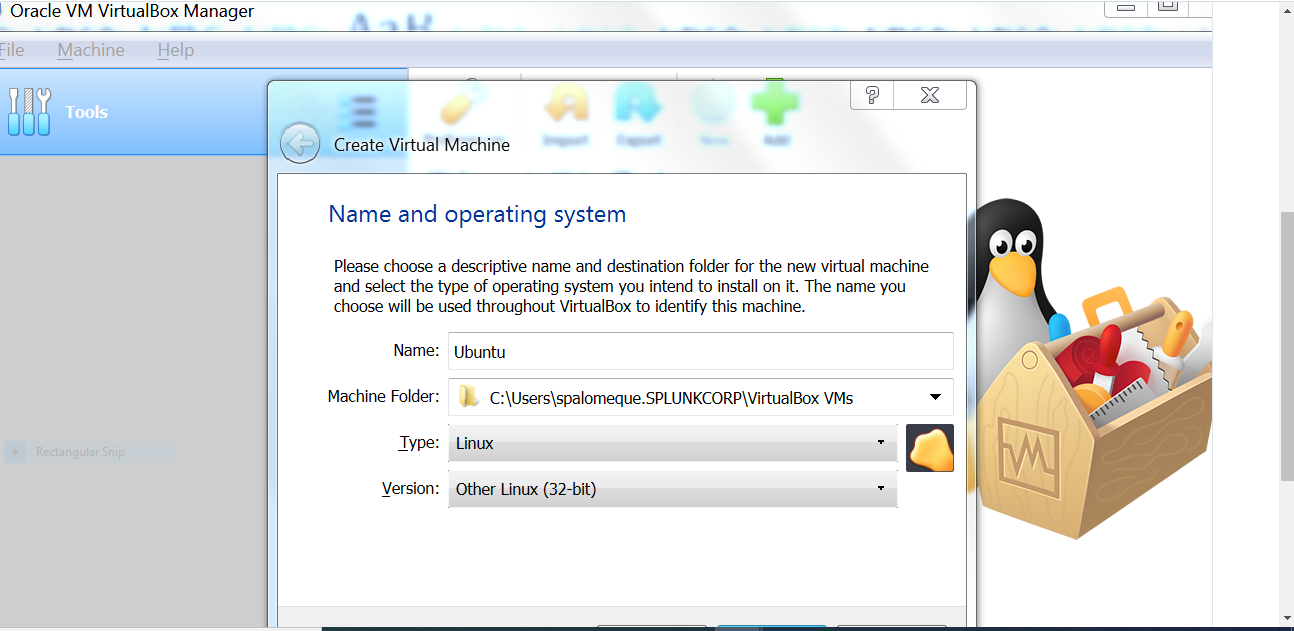 Oracle VM VirtualBox Manager
File Machine Help
Tools
Import Export New Add
Create Virtual Machine
Name and operating system
Please choose a descriptive name and destination folder for the new virtual machine
and select the type of operating system you intend to install on it. The name you
choose will be used throughout VirtualBox to identify this machine.
Name: Ubuntu
Machine Folder: C:\Users\spalomeque.SPLUNKCORP\VirtualBox VMs
Type: Linux
Rectangular Snip
Version: Other Linux (32-bit)